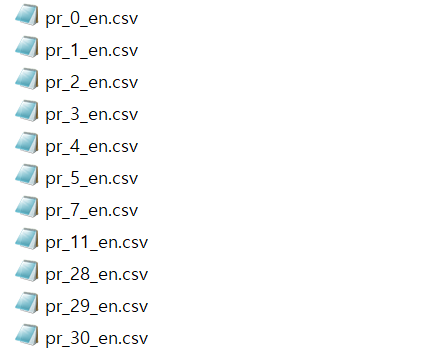 pr_0_en.csv
pr_1_en.csv
pr_2_en.csv
pr_3_en.csv
pr_4_en.csv
pr_5_en.csv
pr_7_en.csv
pr_11_en.csv
pr_28_en.csv
pr_29_en.csv
pr_30_en.csv